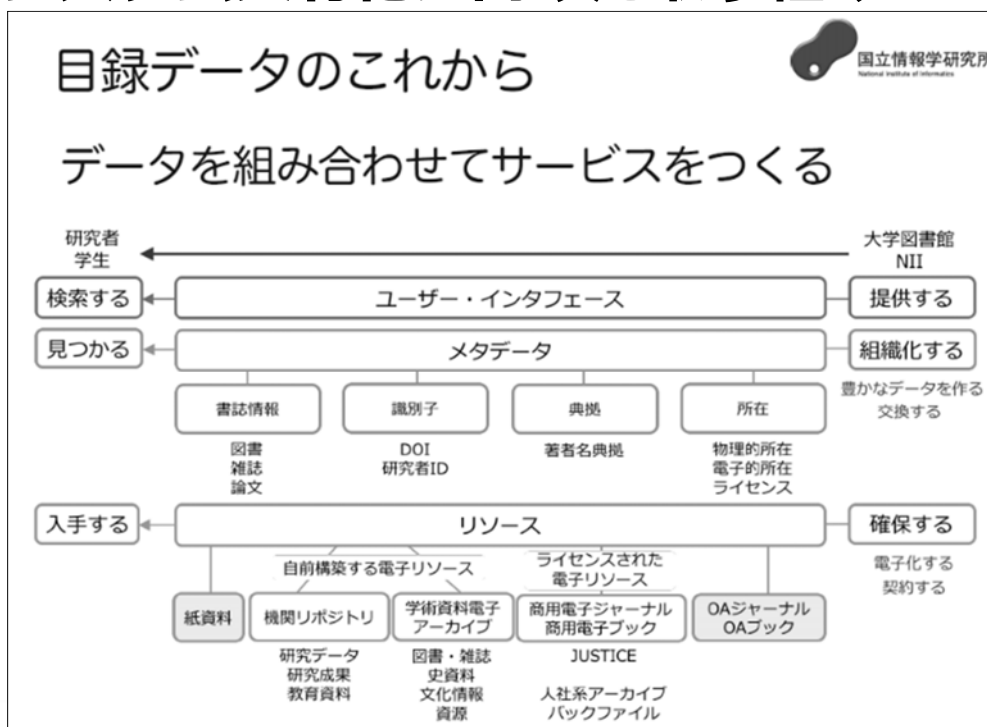 目録データのこれから
国立情報学研究所
National Institute of Informatics
データを組み合わせてサービスをつくる
研究者
学生
大学図書館
NII
検索する
ユーザー・インタフェース
提供する
見つかる
メタデータ
組織化する
豊かなデータを作る
交換する
書誌情報
識別子
典拠
所在
図書
雑誌
論文
DOI
研究者ID
著者名典拠
物理的所在
電子的所在
ライセンス
入手する
リソース
確保する
電子化する
契約する
自前構築する電子リソース
ライセンスされた
電子リソース
紙資料
機関リポジトリ
学術資料電子
アーカイブ
商用電子ジャーナル
商用電子ブック
OAジャーナル
OAブック
研究データ
研究成果
教育資料
図書・雑誌
史資料
文化情報
資源
JUSTICE
人社系アーカイブ
バックファイル